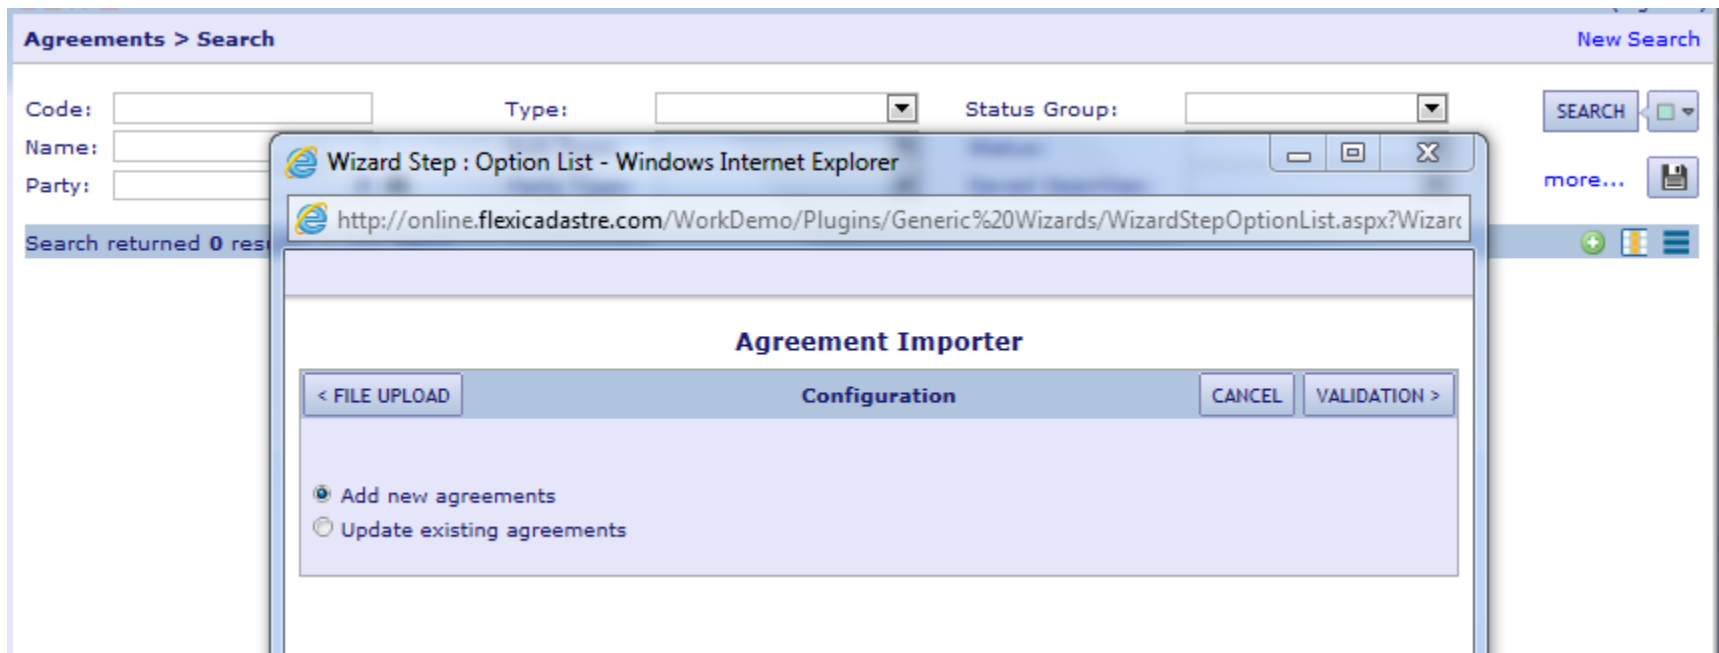 Agreements > Search
New Search
Code:
Type:
Status Group:
SEARCH
Name:
Party:
more...
Search returned 0 resu
Wizard Step : Option List - Windows Internet Explorer
http://online.flexicadastre.com/WorkDemo/Plugins/Generic%20Wizards/WizardStepOptionList.aspx?Wizard
Agreement Importer
< FILE UPLOAD
Configuration
CANCEL
VALIDATION >
Add new agreements
Update existing agreements